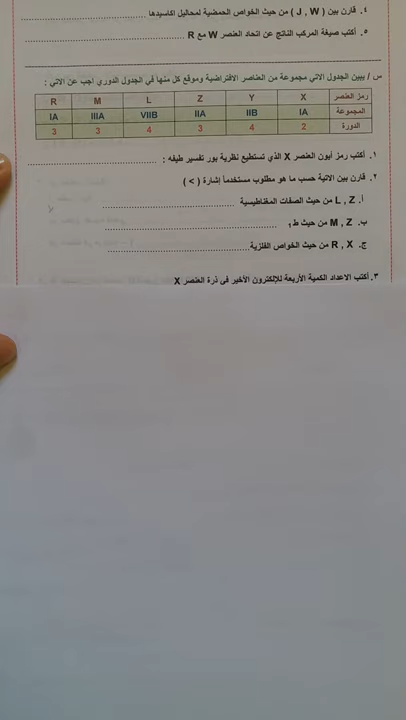 ٤. قارن بين ( J , W ) من حيث الخواص الحمضية لمحاليل اكاسيدها ........................
٥. أكتب صيغة المركب الناتج عن اتحاد العنصر W مع R ........................
س / يبين الجدول الاتي مجموعة من العناصر الافتراضية وموقع كل منها في الجدول الدوري اجب عن الاتي :
رمز العنصر X Y Z L M R
المجموعة IA IIB IIA VIIB IIIA IA
الدورة 2 4 3 4 3 3
١. أكتب رمز أيون العنصر X الذي تستطيع نظرية بور تفسير طيفه : ........................
٢. قارن بين الاتية حسب ما هو مطلوب مستخدماً إشارة ( > )
أ. L , Z من حيث الصفات المغناطيسية ........................
ب. M , Z من حيث ط١ ........................
ج. R , X من حيث الخواص الفلزية........................
٣. أكتب الاعداد الكمية الأربعة للإلكترون الأخير في ذرة العنصر X